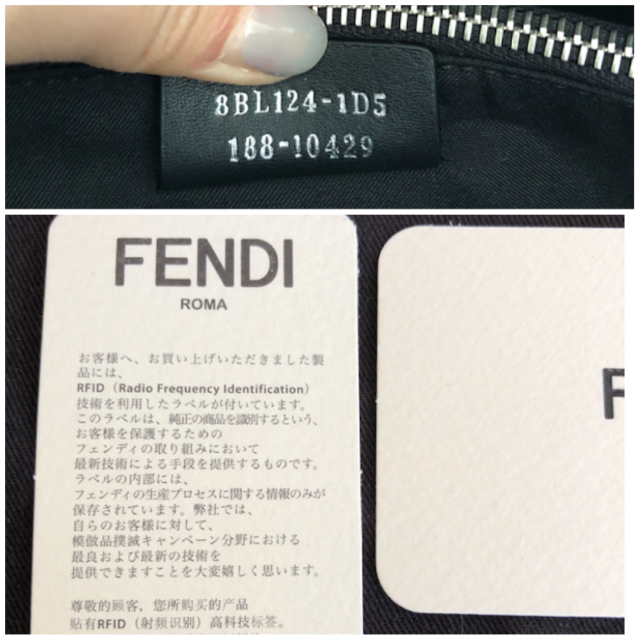 8BL124-1D5
188-10429
FENDI
ROMA
お客様へ、お買い上げいただきました製
品には、
RFID（Radio Frequency Identification）
技術を利用したラベルが付いています。
このラベルは、純正の商品を識別するという、
お客様を保護するための
フェンディの取り組みにおいて
最新技術による手段を提供するものです。
ラベルの内部には、
フェンディの生産プロセスに関する情報のみが
保存されています。弊社では、
自らのお客様に対して、
模倣品撲滅キャンペーン分野における
最良および最新の技術を
提供できますことを大変嬉しく思います。
尊敬的顾客，您所购买的产品
贴有RFID（射频识别）高科技标签。
F